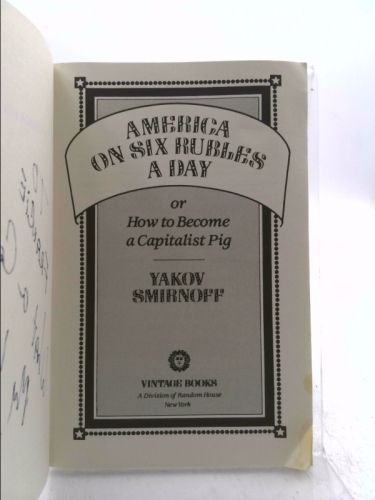 AMERICA
ON SIX RUBLES
A DAY
or
How to Become
a Capitalist Pig
YAKOV
SMIRNOFF
VINTAGE BOOKS
A Division of Random House
New York